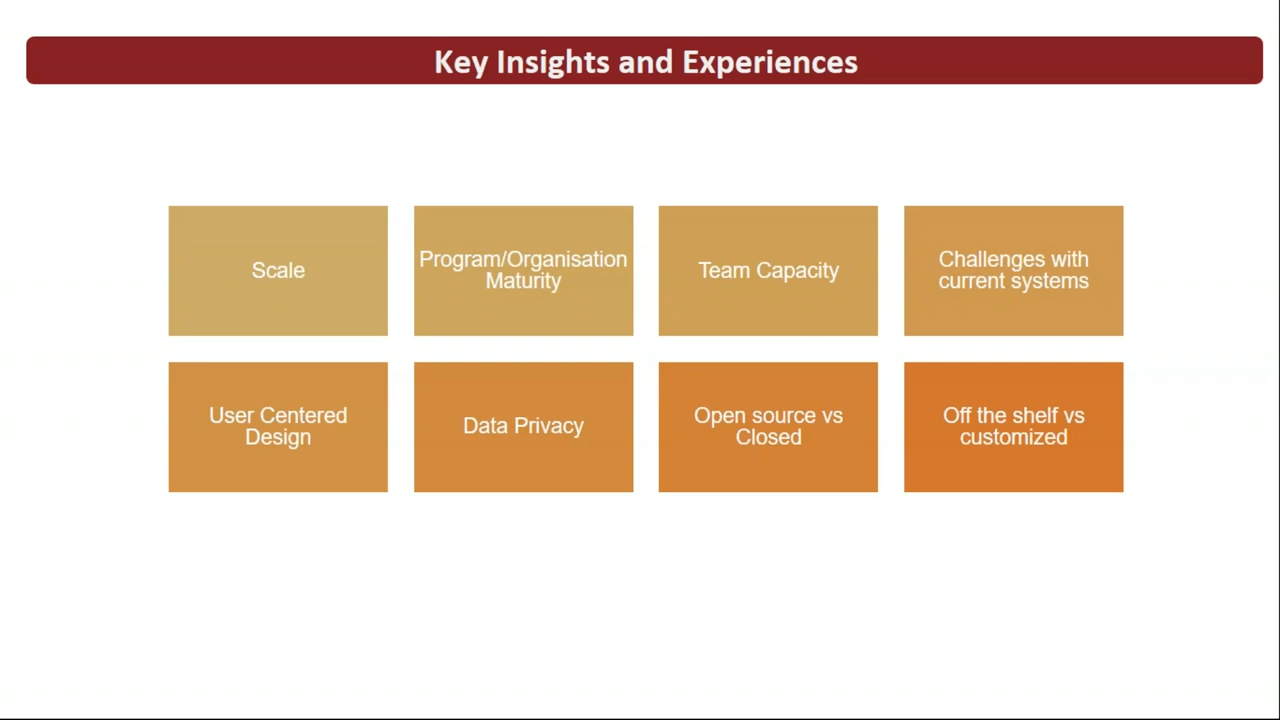 Key Insights and Experiences
Scale
Program/Organisation
Maturity
Team Capacity
Challenges with
current systems
User Centered
Design
Data Privacy
Open source vs
Closed
Off the shelf vs
customized